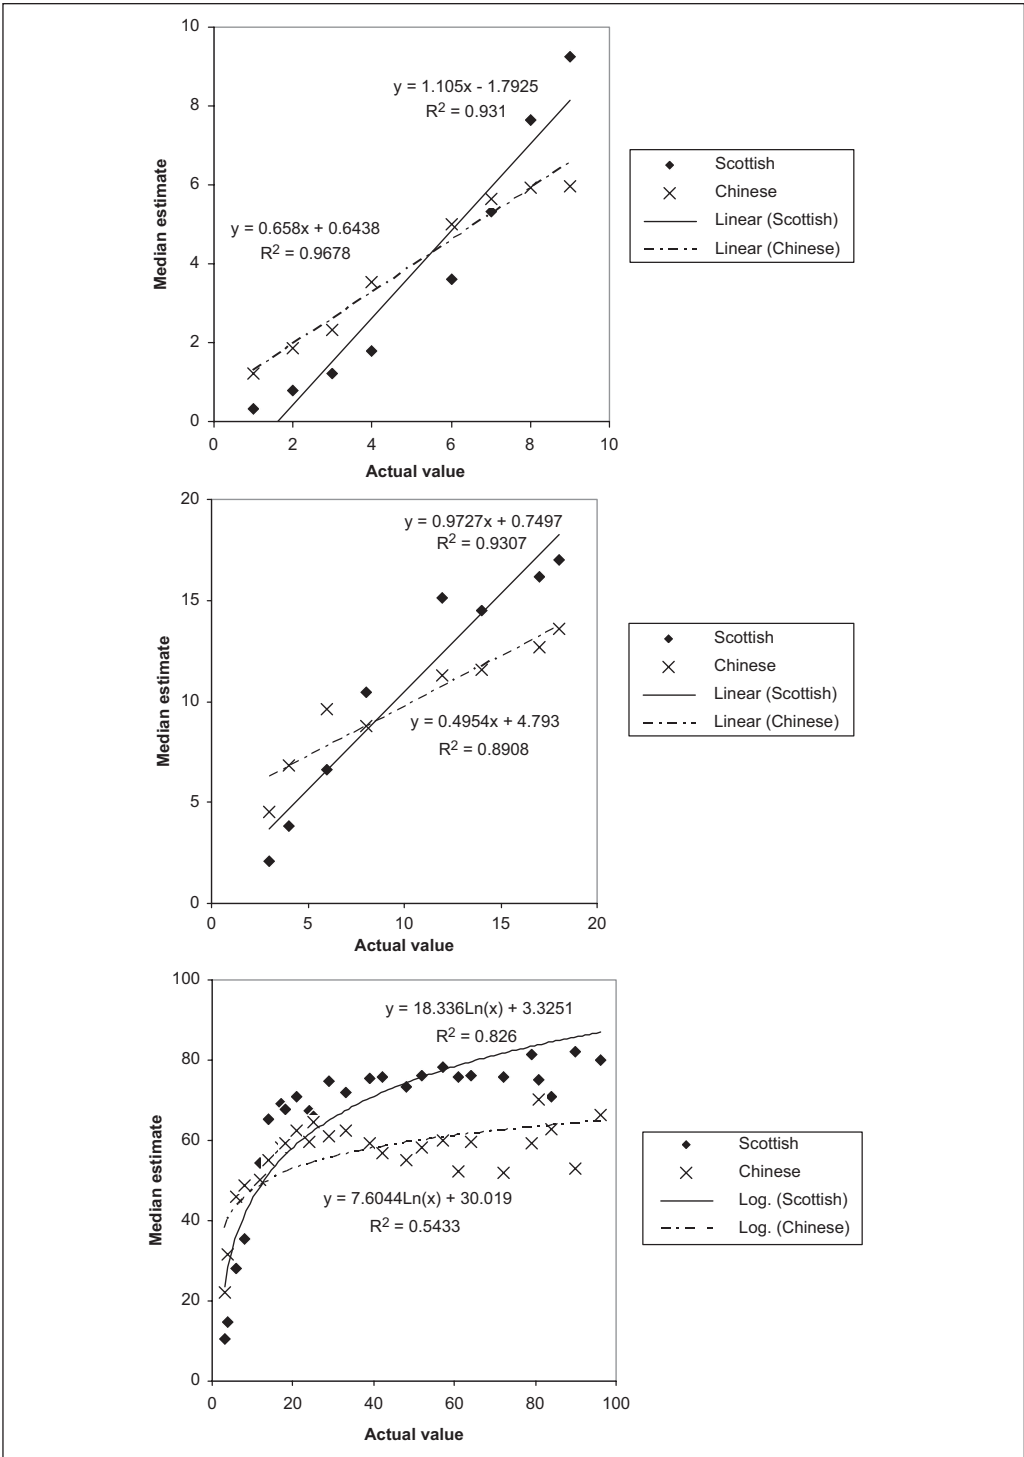 10
y = 1.105x - 1.7925
R2 = 0.931
8
6
Median estimate
y = 0.658x + 0.6438
R2 = 0.9678
4
2
0
0 2 4 6 8 10
Actual value
Scottish
Chinese
Linear (Scottish)
Linear (Chinese)
20
y = 0.9727x + 0.7497
R2 = 0.9307
15
Median estimate
10
y = 0.4954x + 4.793
R2 = 0.8908
5
0
0 5 10 15 20
Actual value
Scottish
Chinese
Linear (Scottish)
Linear (Chinese)
100
y = 18.336Ln(x) + 3.3251
R2 = 0.826
80
60
Median estimate
y = 7.6044Ln(x) + 30.019
R2 = 0.5433
40
20
0
0 20 40 60 80 100
Actual value
Scottish
Chinese
Log. (Scottish)
Log. (Chinese)